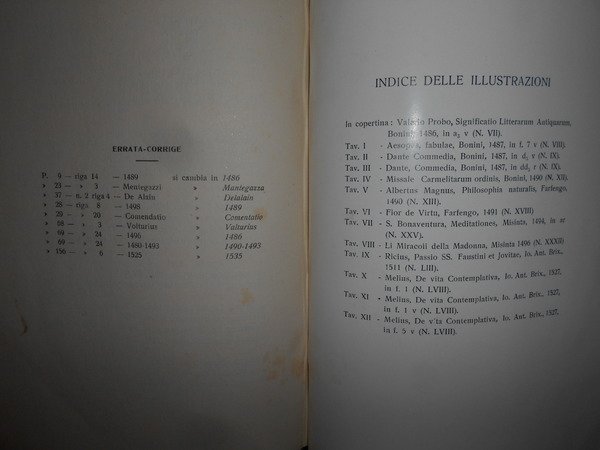 ERRATA-CORRIGE
P. 9 — riga 14 — 1489 si cambia in 1486
» 23 — » 3 — Mentegazzi » Mantegazza
» 37 — n. 2 riga 4 — De Alain » Delalain
» 28 — riga 8 — 1498 » 1489
» 29 — » 20 — Comendatio » Comentatio
» 68 — » 3 — Volturius » Valturius
» 69 — » 24 — 1496 » 1486
» 69 — » 24 — 1480-1493 » 1490-1493
» 156 — » 6 — 1525 » 1535
INDICE DELLE ILLUSTRAZIONI
In copertina : Valerio Probo, Significatio Litterarum Antiquarum,
Bonini, 1486, in a₂ v (N. VII).
Tav. I - Aesopus, fabulae, Bonini, 1487, in f. 7 v (N. VIII)
Tav. II - Dante Commedia, Bonini, 1487, in d₁ v (N. IX).
Tav. III - Dante Commedia, Bonini, 1487, in dd₂ r (N. IX).
Tav. IV - Missale Carmelitarum ordinis, Bonini, 1490 (N. XII)
Tav. V - Albertus Magnus, Philosophia naturalis, Farfengo,
1490 (N. XIII).
Tav. VI - Fior de Virtu, Farfengo, 1491 (N. XVIII)
Tav. VII - S. Bonaventura, Meditationes, Misinta, 1494, in ar
(N. XXV).
Tav. VIII - Li Miracoli della Madonna, Misinta 1496 (N. XXXII)
Tav. IX - Ricius, Passio SS. Faustini et Jovitae, Io. Ant. Brix.,
1511 (N. LIII).
Tav. X - Melius, De vita Contemplativa, Io. Ant. Brix., 1527,
in f. 1 (N. LVIII).
Tav. XI - Melius, De vita Contemplativa, Io. Ant. Brix., 1527,
in f. 1 v (N. LVIII).
Tav. XII - Melius, De vita Contemplativa, Io. Ant. Brix., 1527,
in f. 5 v (N. LVIII).